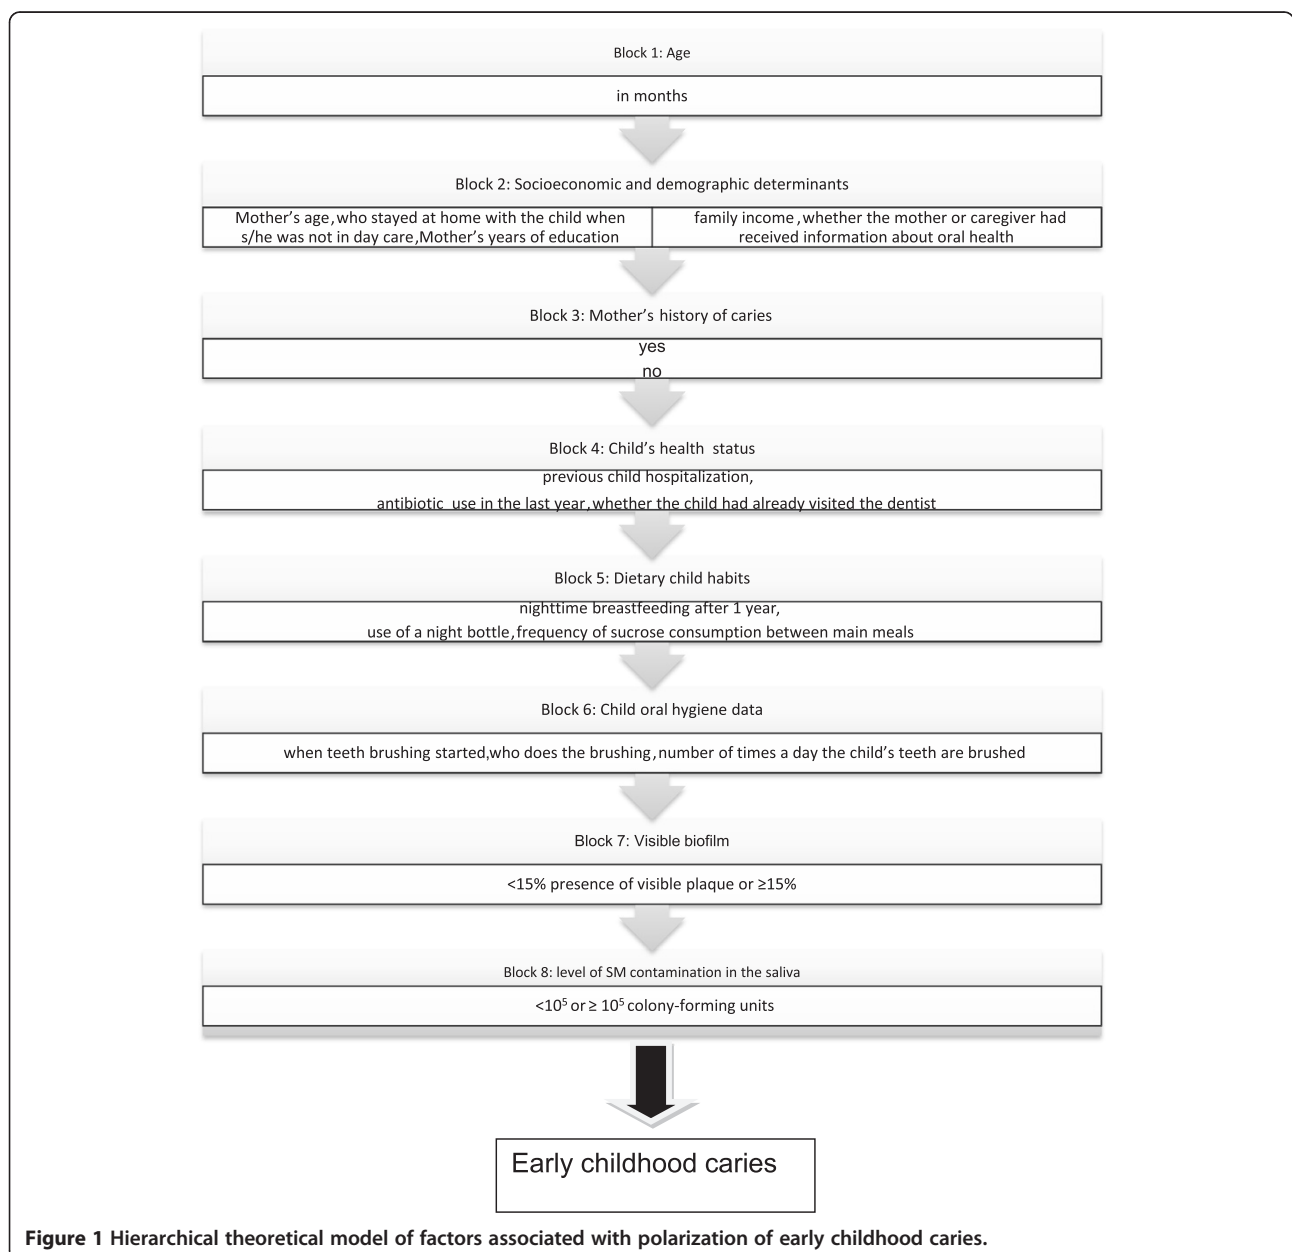 Block 1: Age
in months
Block 2: Socioeconomic and demographic determinants
Mother's age, who stayed at home with the child when
s/he was not in day care, Mother's years of education
family income, whether the mother or caregiver had
received information about oral health
Block 3: Mother's history of caries
yes
no
Block 4: Child's health status
previous child hospitalization,
antibiotic use in the last year, whether the child had already visited the dentist
Block 5: Dietary child habits
nighttime breastfeeding after 1 year,
use of a night bottle, frequency of sucrose consumption between main meals
Block 6: Child oral hygiene data
when teeth brushing started,who does the brushing, number of times a day the child's teeth are brushed
Block 7: Visible biofilm
<15% presence of visible plaque or ≥15%
Block 8: level of SM contamination in the saliva
<10⁵ or ≥ 10⁵ colony-forming units
Early childhood caries
Figure 1 Hierarchical theoretical model of factors associated with polarization of early childhood caries.